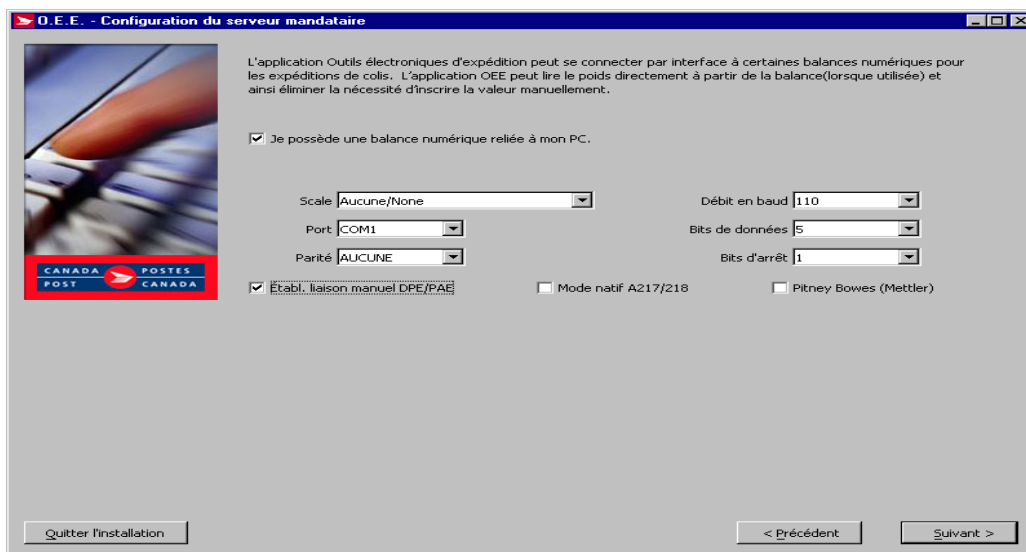 O.E.E. - Configuration du serveur mandataire
L'application Outils électroniques d'expédition peut se connecter par interface à certaines balances numériques pour
les expéditions de colis. L'application OEE peut lire le poids directement à partir de la balance(lorsque utilisée) et
ainsi éliminer la nécessité d'inscrire la valeur manuellement.
Je possède une balance numérique reliée à mon PC.
Scale Aucune/None Débit en baud 110
Port COM1 Bits de données 5
Parité AUCUNE Bits d'arrêt 1
CANADA POSTES
POST CANADA
Établ. liaison manuel DPE/PAE Mode natif A217/218 Pitney Bowes (Mettler)
Quitter l'installation < Précédent Suivant >